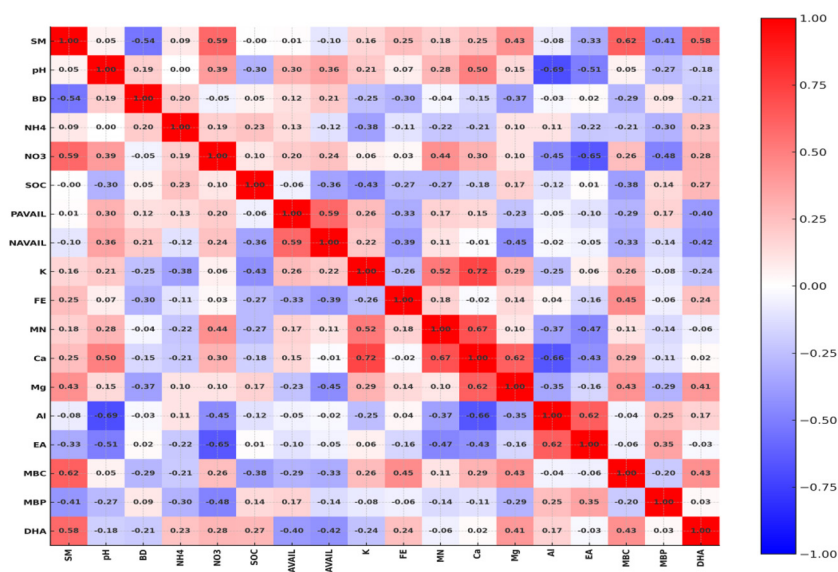 SM 1.00 0.05 -0.54 0.09 0.59 -0.00 0.01 -0.10 0.16 0.25 0.18 0.25 0.43 -0.08 -0.33 0.62 -0.41 0.58
pH 0.05 1.00 0.19 0.00 0.39 -0.30 0.30 0.36 0.21 0.07 0.28 0.50 0.15 -0.69 -0.51 0.05 -0.27 -0.18
BD -0.54 0.19 1.00 0.20 -0.05 0.05 0.12 0.21 -0.25 -0.30 -0.04 -0.15 -0.37 -0.03 0.02 -0.29 0.09 -0.21
NH4 0.09 0.00 0.20 1.00 0.19 0.23 0.13 -0.12 -0.38 -0.11 -0.22 -0.21 0.10 0.11 -0.22 -0.21 -0.30 0.23
NO3 0.59 0.39 -0.05 0.19 1.00 0.10 0.20 0.24 0.06 0.03 0.44 0.30 0.10 -0.45 -0.65 0.26 -0.48 0.28
SOC -0.00 -0.30 0.05 0.23 0.10 1.00 -0.06 -0.36 -0.43 -0.27 -0.27 -0.18 0.17 -0.12 0.01 -0.38 0.14 0.27
PAVAIL 0.01 0.30 0.12 0.13 0.20 -0.06 1.00 0.59 0.26 -0.33 0.17 0.15 -0.23 -0.05 -0.10 -0.29 0.17 -0.40
NAVAIL -0.10 0.36 0.21 -0.12 0.24 -0.36 0.59 1.00 0.22 -0.39 0.11 -0.01 -0.45 -0.02 -0.05 -0.33 -0.14 -0.42
K 0.16 0.21 -0.25 -0.38 0.06 -0.43 0.26 0.22 1.00 -0.26 0.52 0.72 0.29 -0.25 0.06 0.26 -0.08 -0.24
FE 0.25 0.07 -0.30 -0.11 0.03 -0.27 -0.33 -0.39 -0.26 1.00 0.18 -0.02 0.14 0.04 -0.16 0.45 -0.06 0.24
MN 0.18 0.28 -0.04 -0.22 0.44 -0.27 0.17 0.11 0.52 0.18 1.00 0.67 0.10 -0.37 -0.47 0.11 -0.14 -0.06
Ca 0.25 0.50 -0.15 -0.21 0.30 -0.18 0.15 -0.01 0.72 -0.02 0.67 1.00 0.62 -0.66 -0.43 0.29 -0.11 0.02
Mg 0.43 0.15 -0.37 0.10 0.10 0.17 -0.23 -0.45 0.29 0.14 0.10 0.62 1.00 -0.35 -0.16 0.43 -0.29 0.41
Al -0.08 -0.69 -0.03 0.11 -0.45 -0.12 -0.05 -0.02 -0.25 0.04 -0.37 -0.66 -0.35 1.00 0.62 -0.04 0.25 0.17
EA -0.33 -0.51 0.02 -0.22 -0.65 0.01 -0.10 -0.05 0.06 -0.16 -0.47 -0.43 -0.16 0.62 1.00 -0.06 0.35 -0.03
MBC 0.62 0.05 -0.29 -0.21 0.26 -0.38 -0.29 -0.33 0.26 0.45 0.11 0.29 0.43 -0.04 -0.06 1.00 -0.20 0.43
MBP -0.41 -0.27 0.09 -0.30 -0.48 0.14 0.17 -0.14 -0.08 -0.06 -0.14 -0.11 -0.29 0.25 0.35 -0.20 1.00 0.03
DHA 0.58 -0.18 -0.21 0.23 0.28 0.27 -0.40 -0.42 -0.24 0.24 -0.06 0.02 0.41 0.17 -0.03 0.43 0.03 1.00
SM pH BD NH4 NO3 SOC AVAIL AVAIL K FE MN Ca Mg Al EA MBC MBP DHA
1.00
0.75
0.50
0.25
0.00
−0.25
−0.50
−0.75
−1.00